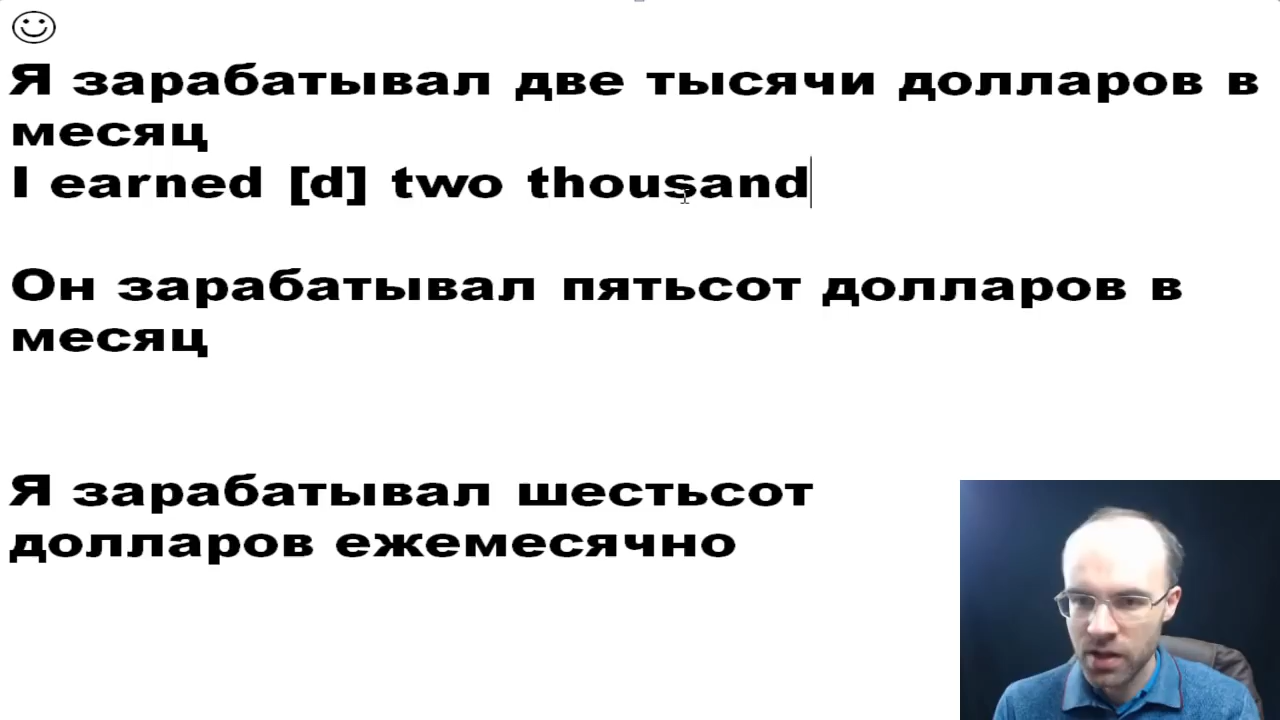 Я зарабатывал две тысячи долларов в
месяц
I earned [d] two thousand
Он зарабатывал пятьсот долларов в
месяц
Я зарабатывал шестьсот
долларов ежемесячно